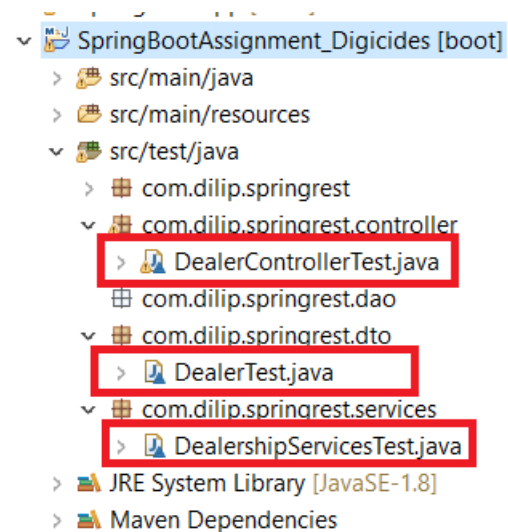 SpringBootAssignment_Digicides [boot]
src/main/java
src/main/resources
src/test/java
com.dilip.springrest
com.dilip.springrest.controller
DealerControllerTest.java
com.dilip.springrest.dao
com.dilip.springrest.dto
DealerTest.java
com.dilip.springrest.services
DealershipServicesTest.java
JRE System Library [JavaSE-1.8]
Maven Dependencies